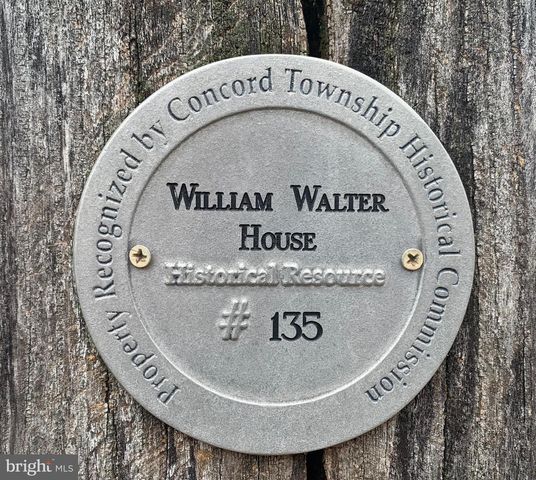 Property Recognized by Concord Township Historical Commission
WILLIAM WALTER
HOUSE
Historical Resource
# 135
bright MLS